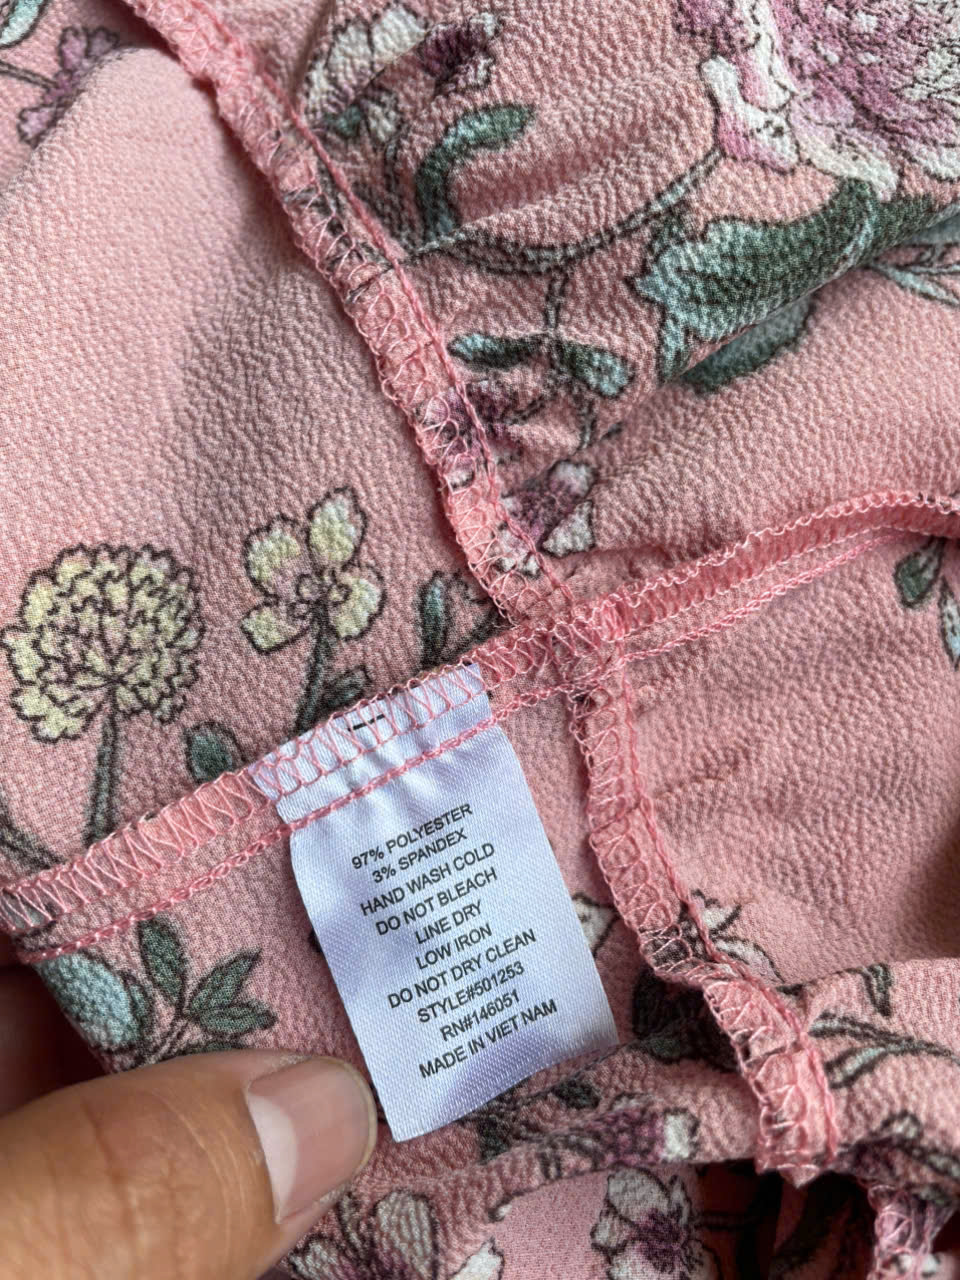 97% POLYESTER
3% SPANDEX
HAND WASH COLD
DO NOT BLEACH
LINE DRY
LOW IRON
DO NOT DRY CLEAN
STYLE#501253
RN#146051
MADE IN VIET NAM